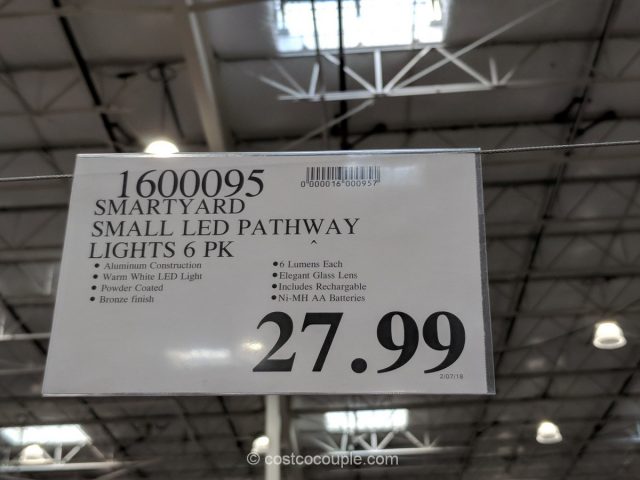 1600095
0 000016 000957
SMARTYARD
SMALL LED PATHWAY
LIGHTS 6 PK
• Aluminum Construction
• Warm White LED Light
• Powder Coated
• Bronze finish
• 6 Lumens Each
• Elegant Glass Lens
• Includes Rechargable
• Ni-MH AA Batteries
27.99
2/07/18
© costcocouple.com